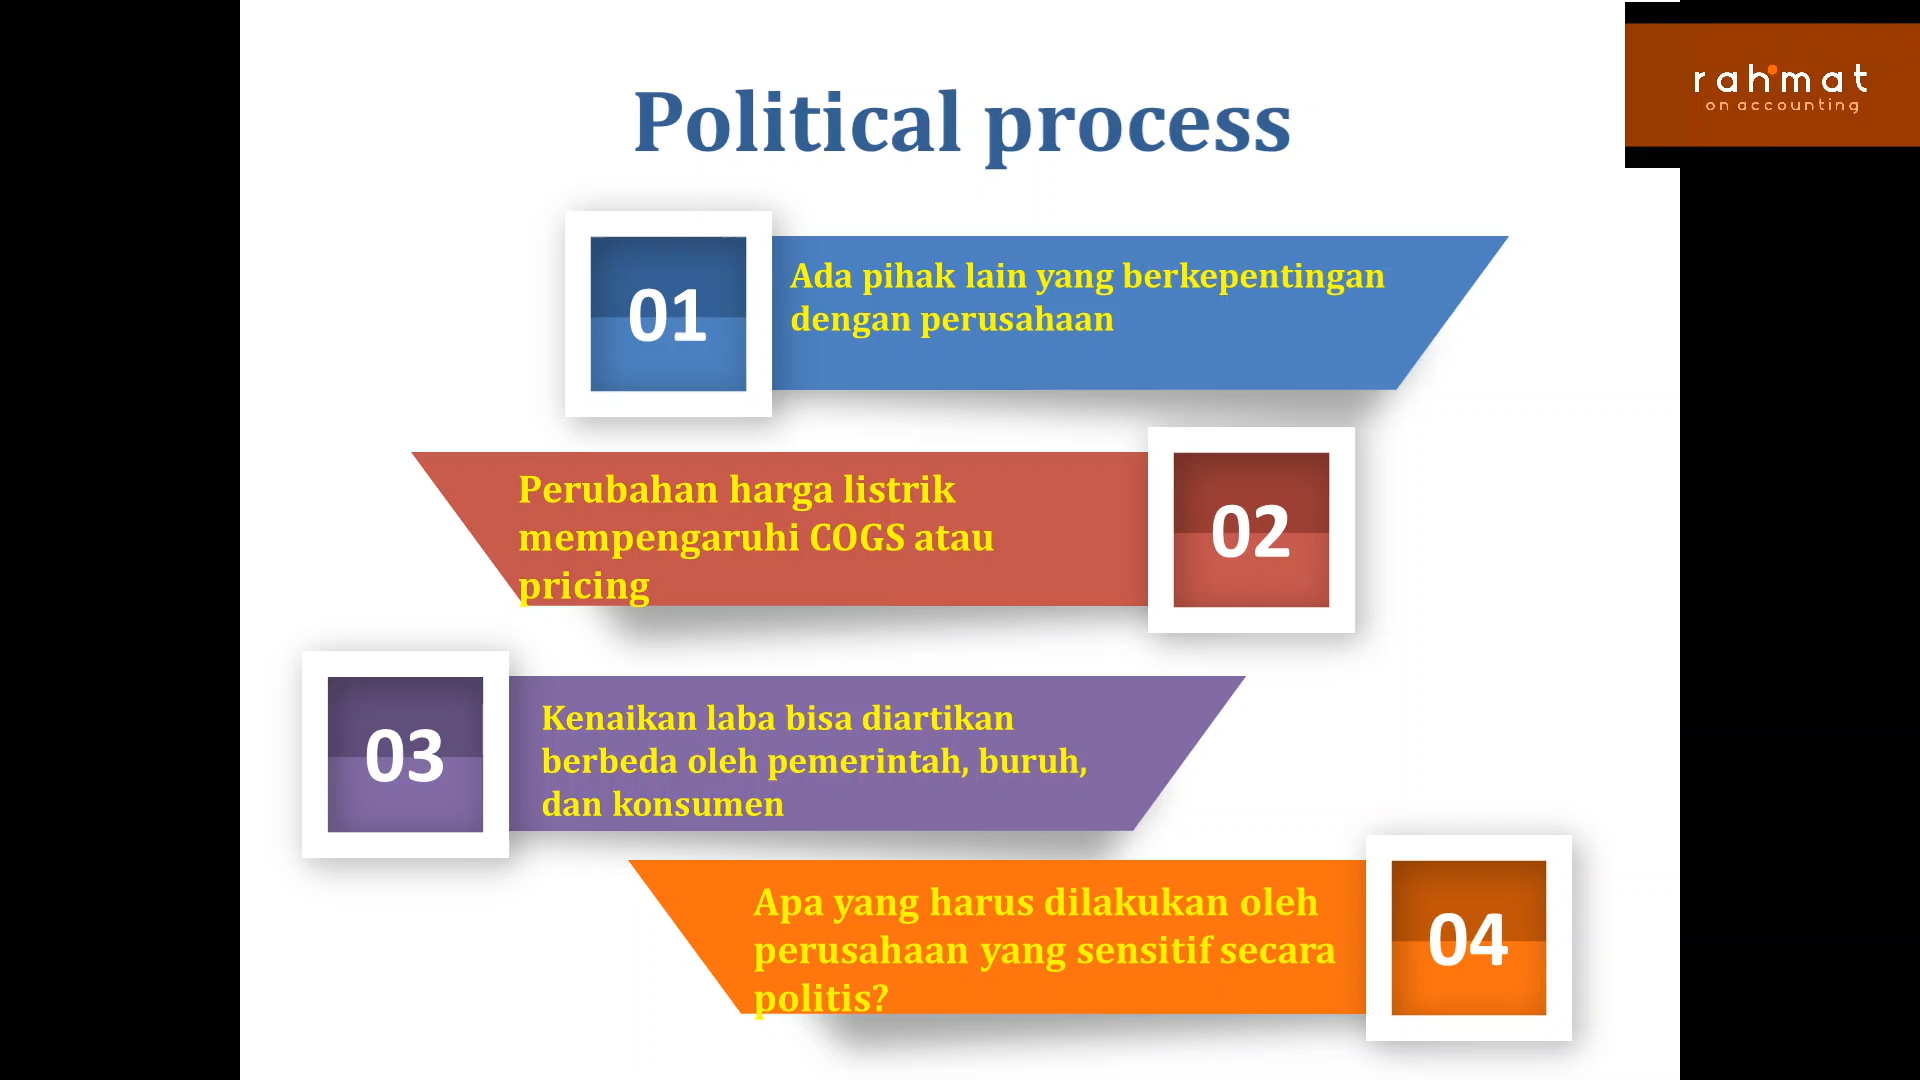 Political process
rahmat
on accounting
01
Ada pihak lain yang berkepentingan
dengan perusahaan
Perubahan harga listrik
mempengaruhi COGS atau
pricing
02
03
Kenaikan laba bisa diartikan
berbeda oleh pemerintah, buruh,
dan konsumen
Apa yang harus dilakukan oleh
perusahaan yang sensitif secara
politis?
04